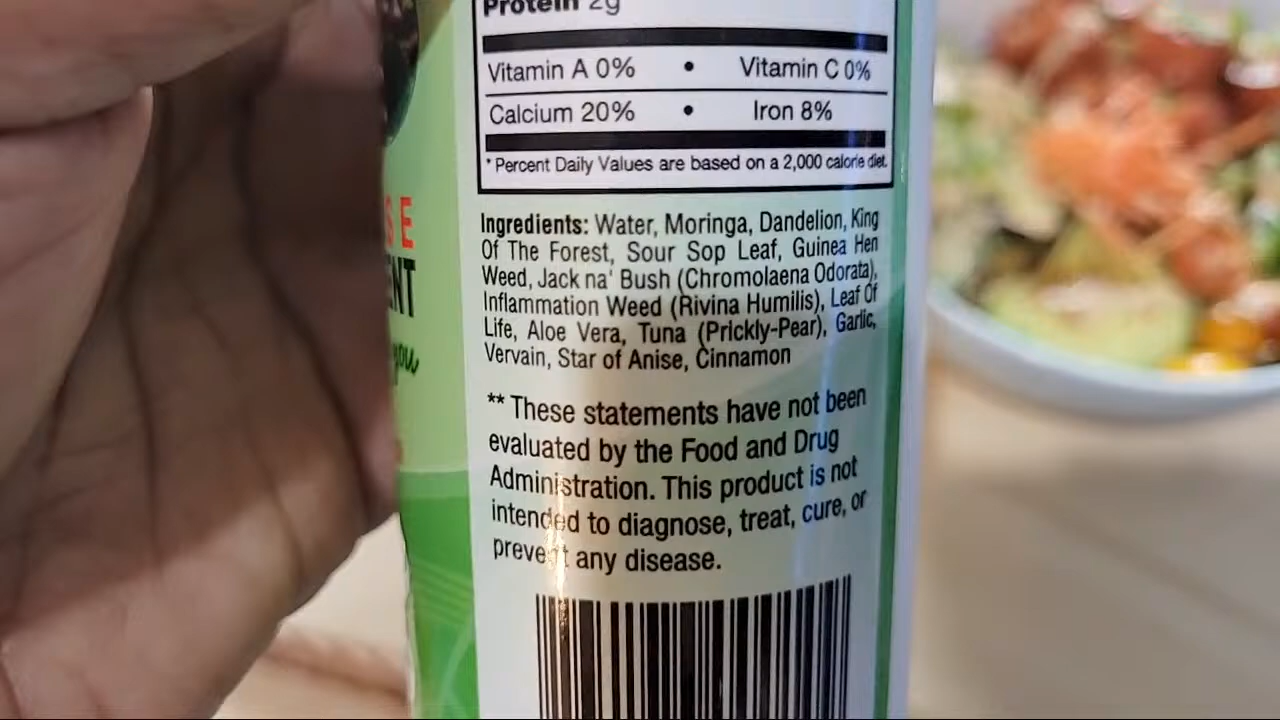 Protein 2g
Vitamin A 0% • Vitamin C 0%
Calcium 20% • Iron 8%
* Percent Daily Values are based on a 2,000 calorie diet.
Ingredients: Water, Moringa, Dandelion, King
Of The Forest, Sour Sop Leaf, Guinea Hen
Weed, Jack na' Bush (Chromolaena Odorata),
Inflammation Weed (Rivina Humilis), Leaf Of
Life, Aloe Vera, Tuna (Prickly-Pear), Garlic,
Vervain, Star of Anise, Cinnamon
** These statements have not been
evaluated by the Food and Drug
Administration. This product is not
intended to diagnose, treat, cure, or
prevent any disease.